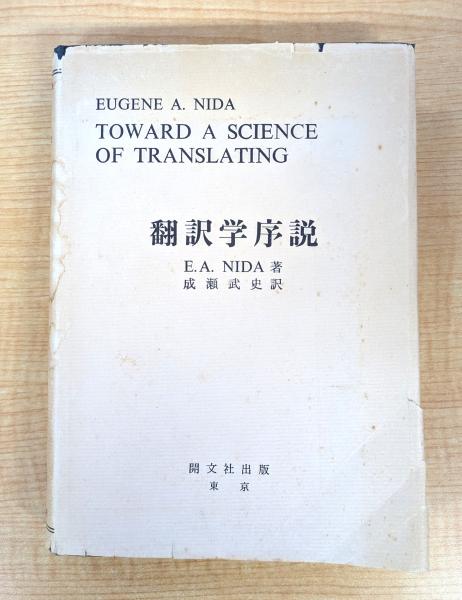 EUGENE A. NIDA
TOWARD A SCIENCE
OF TRANSLATING
翻訳学序説
E.A. NIDA 著
成瀬武史訳
開文社出版
東京